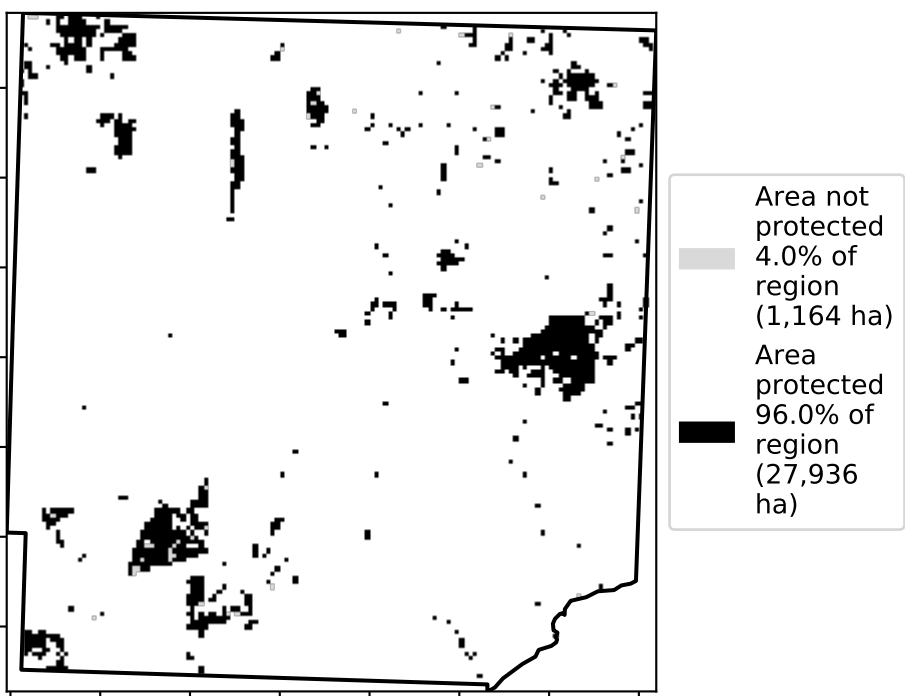 Area not
protected
4.0% of
region
(1,164 ha)
Area
protected
96.0% of
region
(27,936
ha)